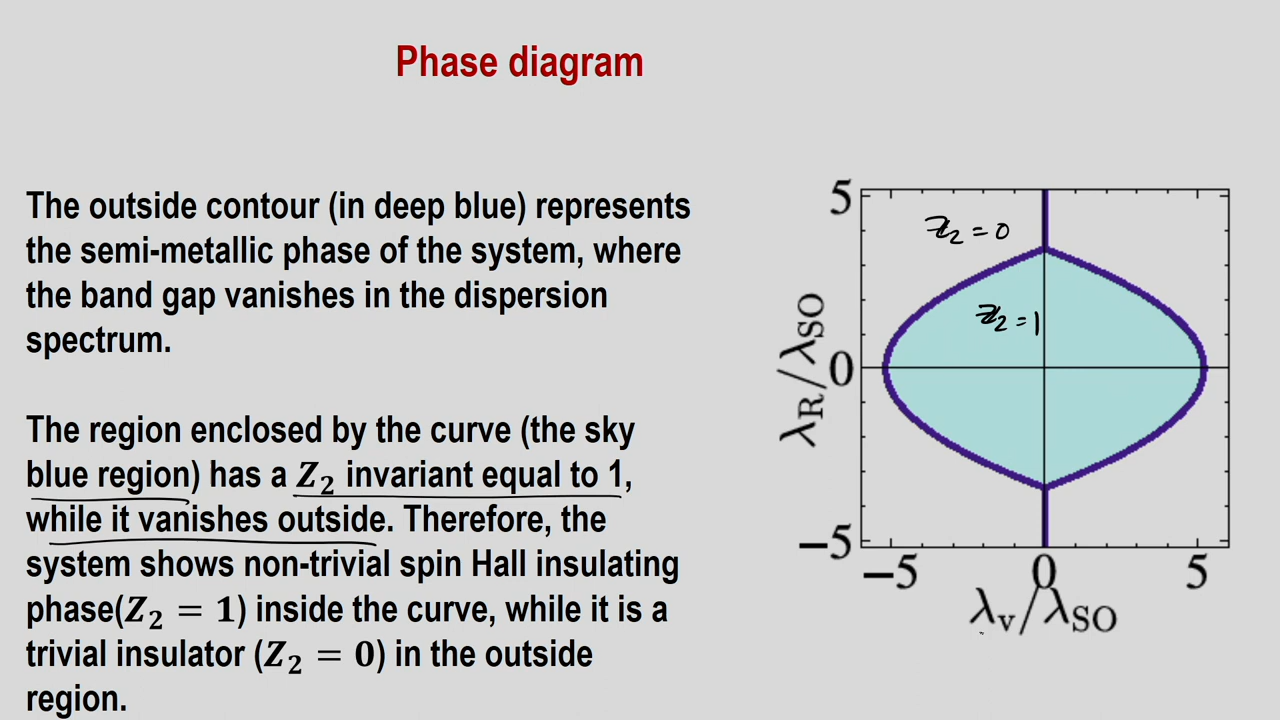 Phase diagram
The outside contour (in deep blue) represents
the semi-metallic phase of the system, where
the band gap vanishes in the dispersion
spectrum.
The region enclosed by the curve (the sky
blue region) has a Z₂ invariant equal to 1,
while it vanishes outside. Therefore, the
system shows non-trivial spin Hall insulating
phase(Z₂ = 1) inside the curve, while it is a
trivial insulator (Z₂ = 0) in the outside
region.
5
Z₂ = 0
Z₂ = 1
λR/λSO
0
−5
−5 0 5
λv/λSO